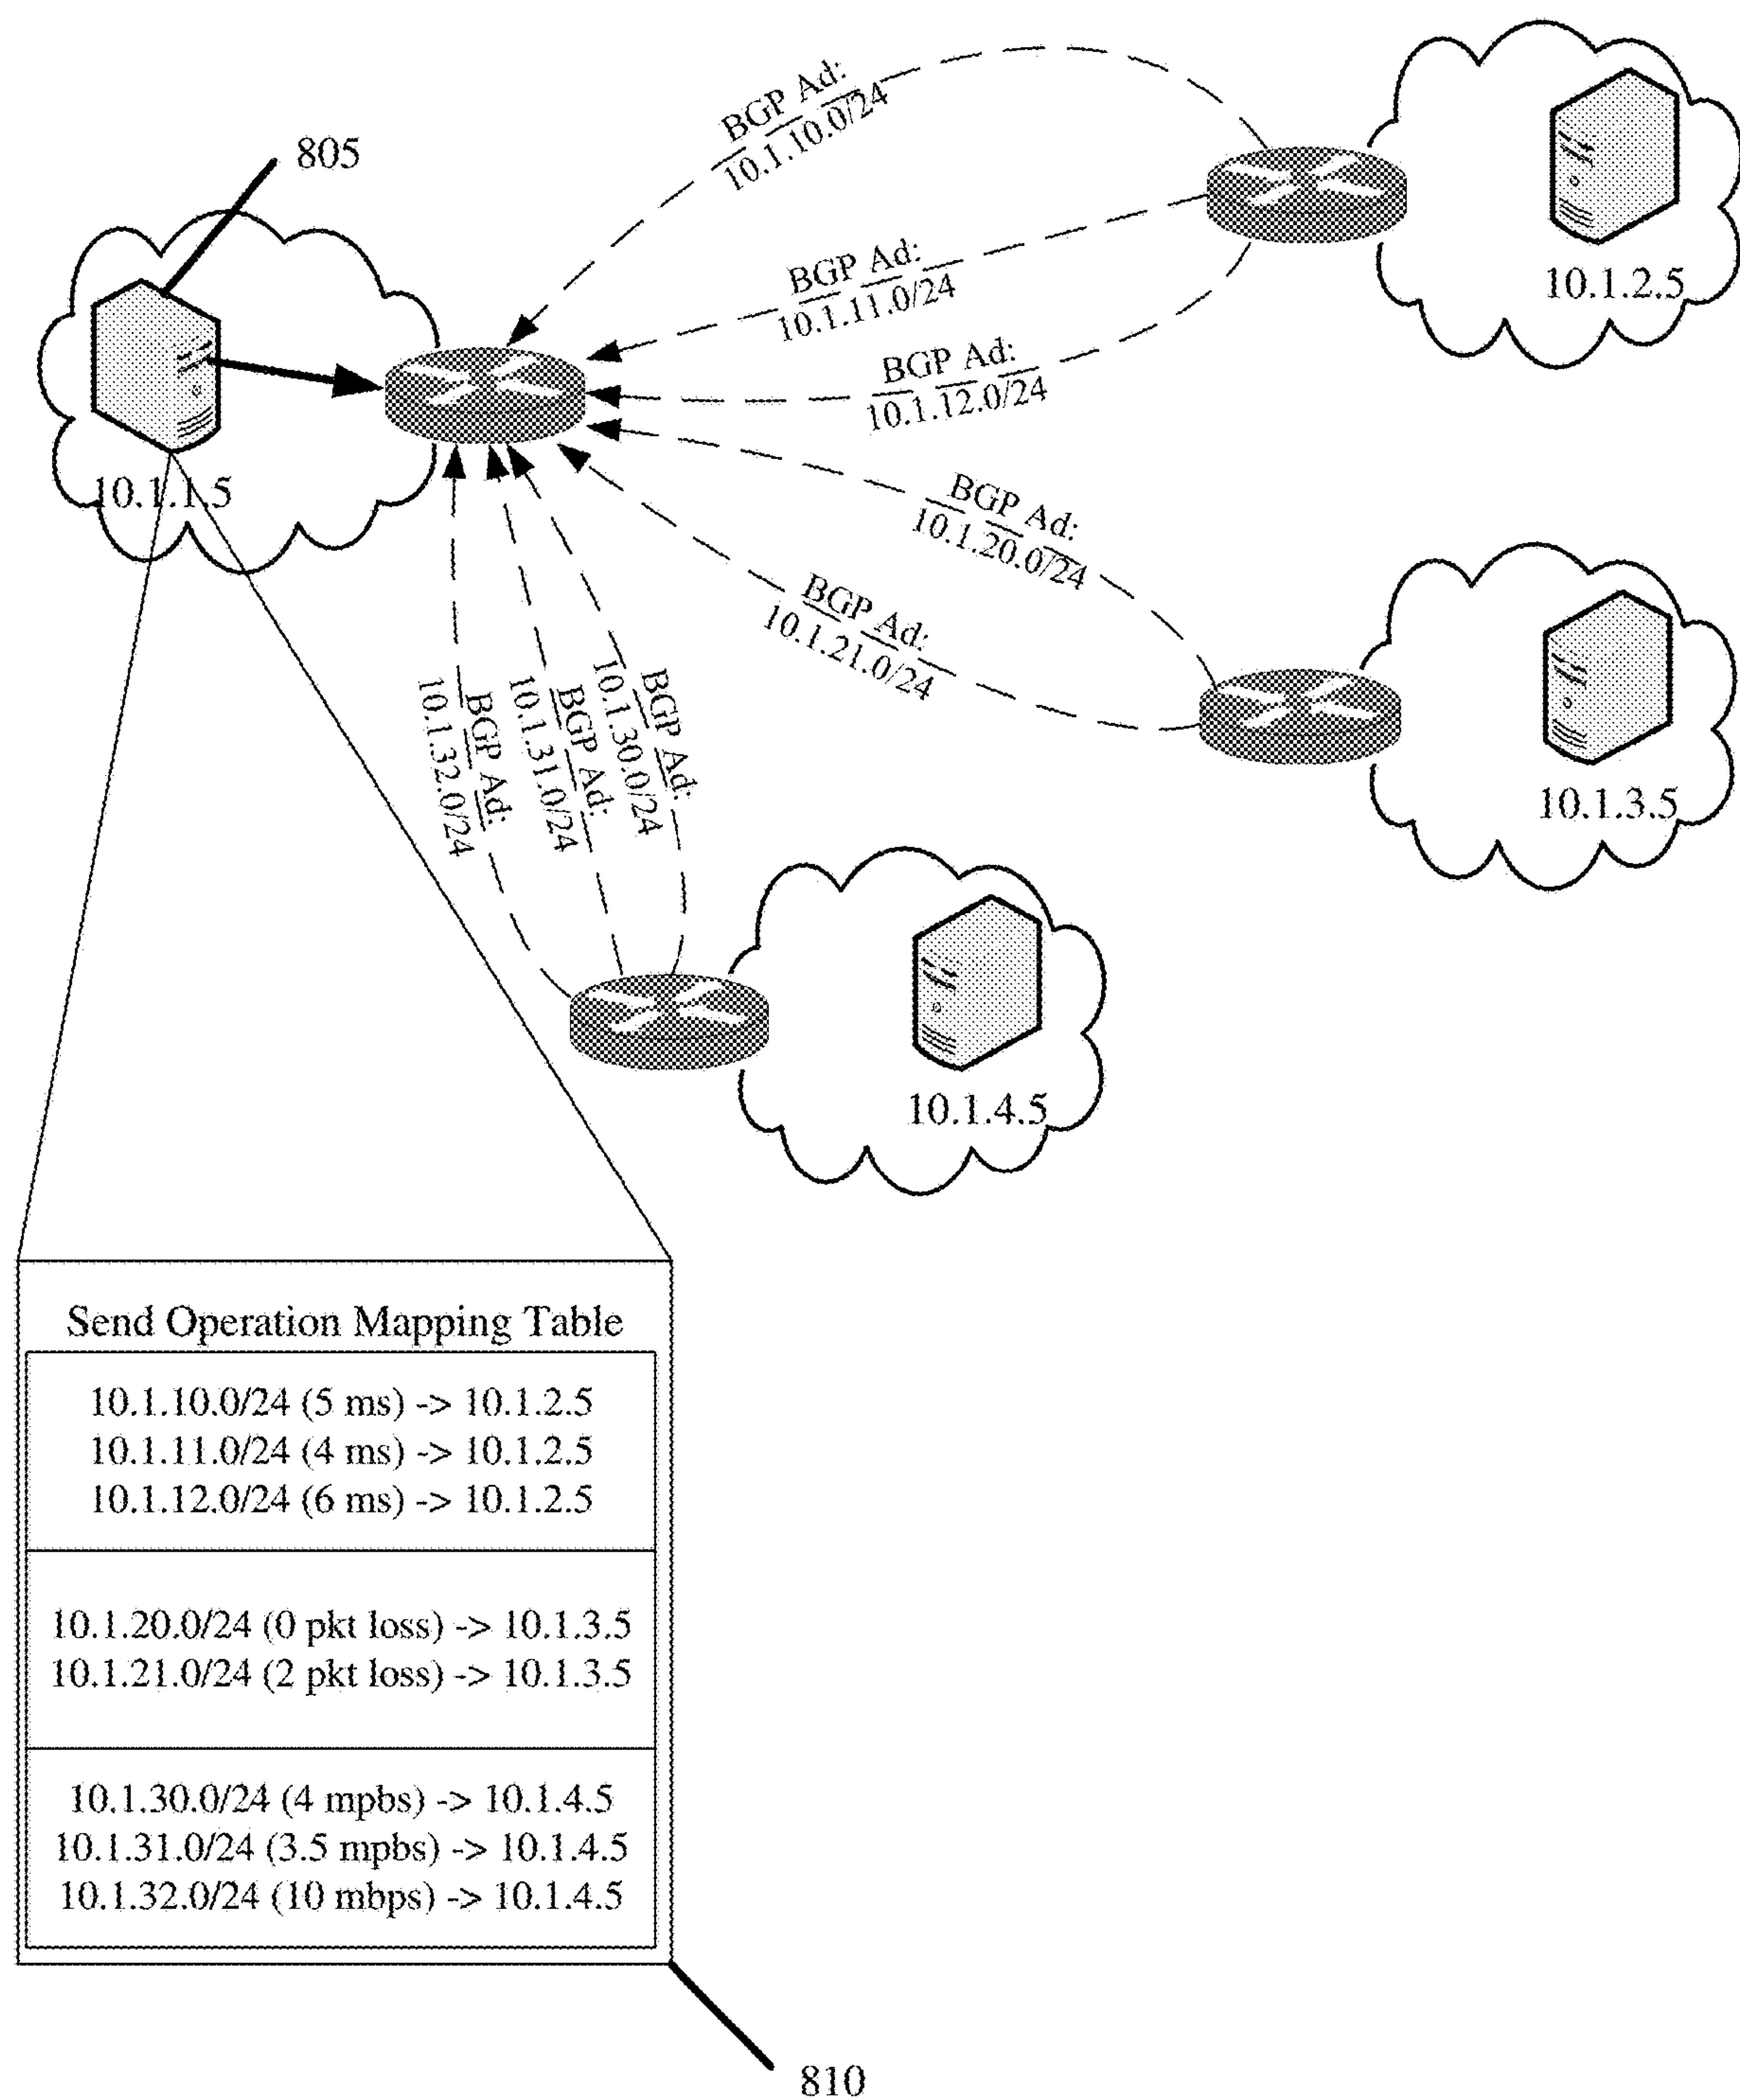 BGP Ad:
10.1.10.0/24
805
BGP Ad:
10.1.11.0/24
10.1.2.5
BGP Ad:
10.1.12.0/24
10.1.1.5
BGP Ad:
10.1.20.0/24
BGP Ad:
10.1.21.0/24
BGP Ad:
10.1.30.0/24
BGP Ad:
10.1.31.0/24
BGP Ad:
10.1.32.0/24
10.1.3.5
10.1.4.5
Send Operation Mapping Table
10.1.10.0/24 (5 ms) -> 10.1.2.5
10.1.11.0/24 (4 ms) -> 10.1.2.5
10.1.12.0/24 (6 ms) -> 10.1.2.5
10.1.20.0/24 (0 pkt loss) -> 10.1.3.5
10.1.21.0/24 (2 pkt loss) -> 10.1.3.5
10.1.30.0/24 (4 mpbs) -> 10.1.4.5
10.1.31.0/24 (3.5 mpbs) -> 10.1.4.5
10.1.32.0/24 (10 mbps) -> 10.1.4.5
810